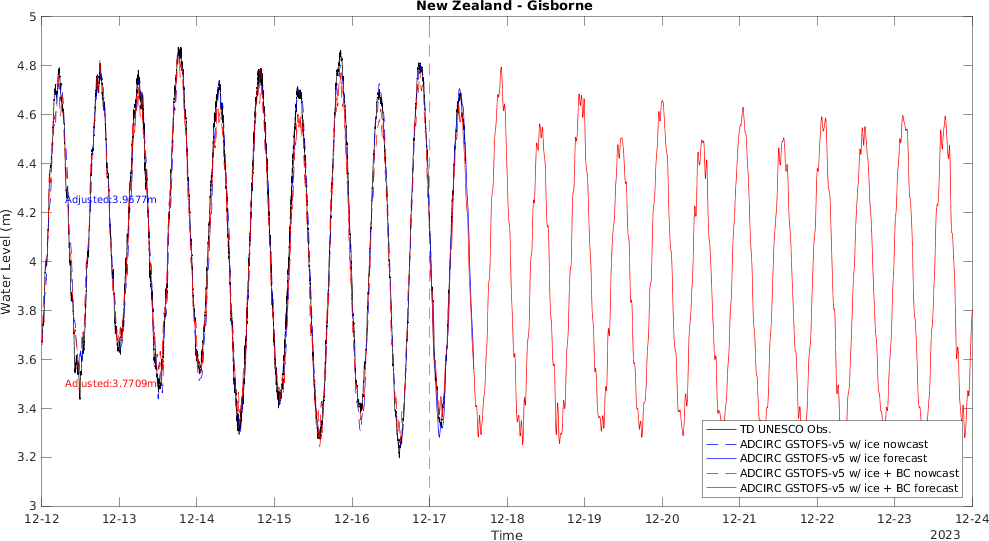 New Zealand - Gisborne
5
4.8
4.6
4.4
4.2
4
3.8
3.6
3.4
3.2
3
Water Level (m)
Adjusted:3.9677m
Adjusted:3.7709m
TD UNESCO Obs.
ADCIRC GSTOFS-v5 w/ ice nowcast
ADCIRC GSTOFS-v5 w/ ice forecast
ADCIRC GSTOFS-v5 w/ ice + BC nowcast
ADCIRC GSTOFS-v5 w/ ice + BC forecast
12-12 12-13 12-14 12-15 12-16 12-17 12-18 12-19 12-20 12-21 12-22 12-23 12-24
Time
2023